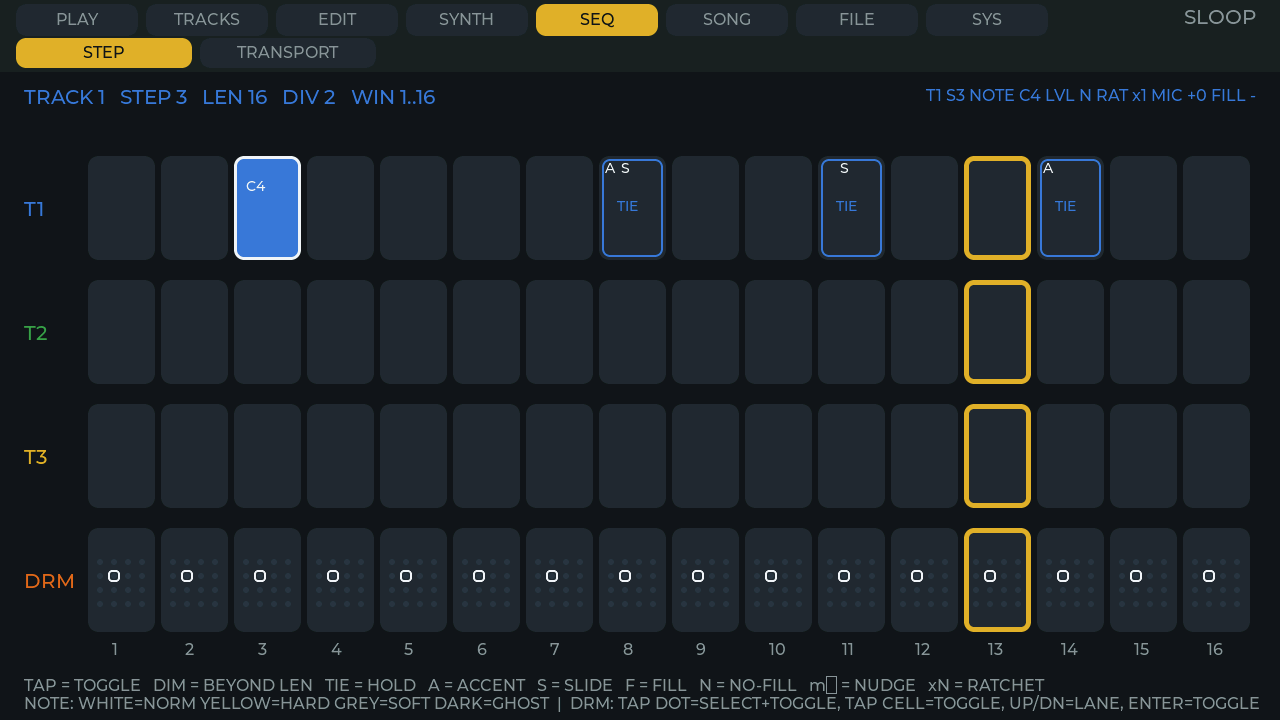 PLAY TRACKS EDIT SYNTH SEQ SONG FILE SYS SLOOP
STEP TRANSPORT
TRACK 1 STEP 3 LEN 16 DIV 2 WIN 1..16 T1 S3 NOTE C4 LVL N RAT x1 MIC +0 FILL -
A S S A
C4
T1 TIE TIE TIE
T2
T3
DRM
1 2 3 4 5 6 7 8 9 10 11 12 13 14 15 16
TAP = TOGGLE DIM = BEYOND LEN TIE = HOLD A = ACCENT S = SLIDE F = FILL N = NO-FILL m□ = NUDGE xN = RATCHET
NOTE: WHITE=NORM YELLOW=HARD GREY=SOFT DARK=GHOST | DRM: TAP DOT=SELECT+TOGGLE, TAP CELL=TOGGLE, UP/DN=LANE, ENTER=TOGGLE